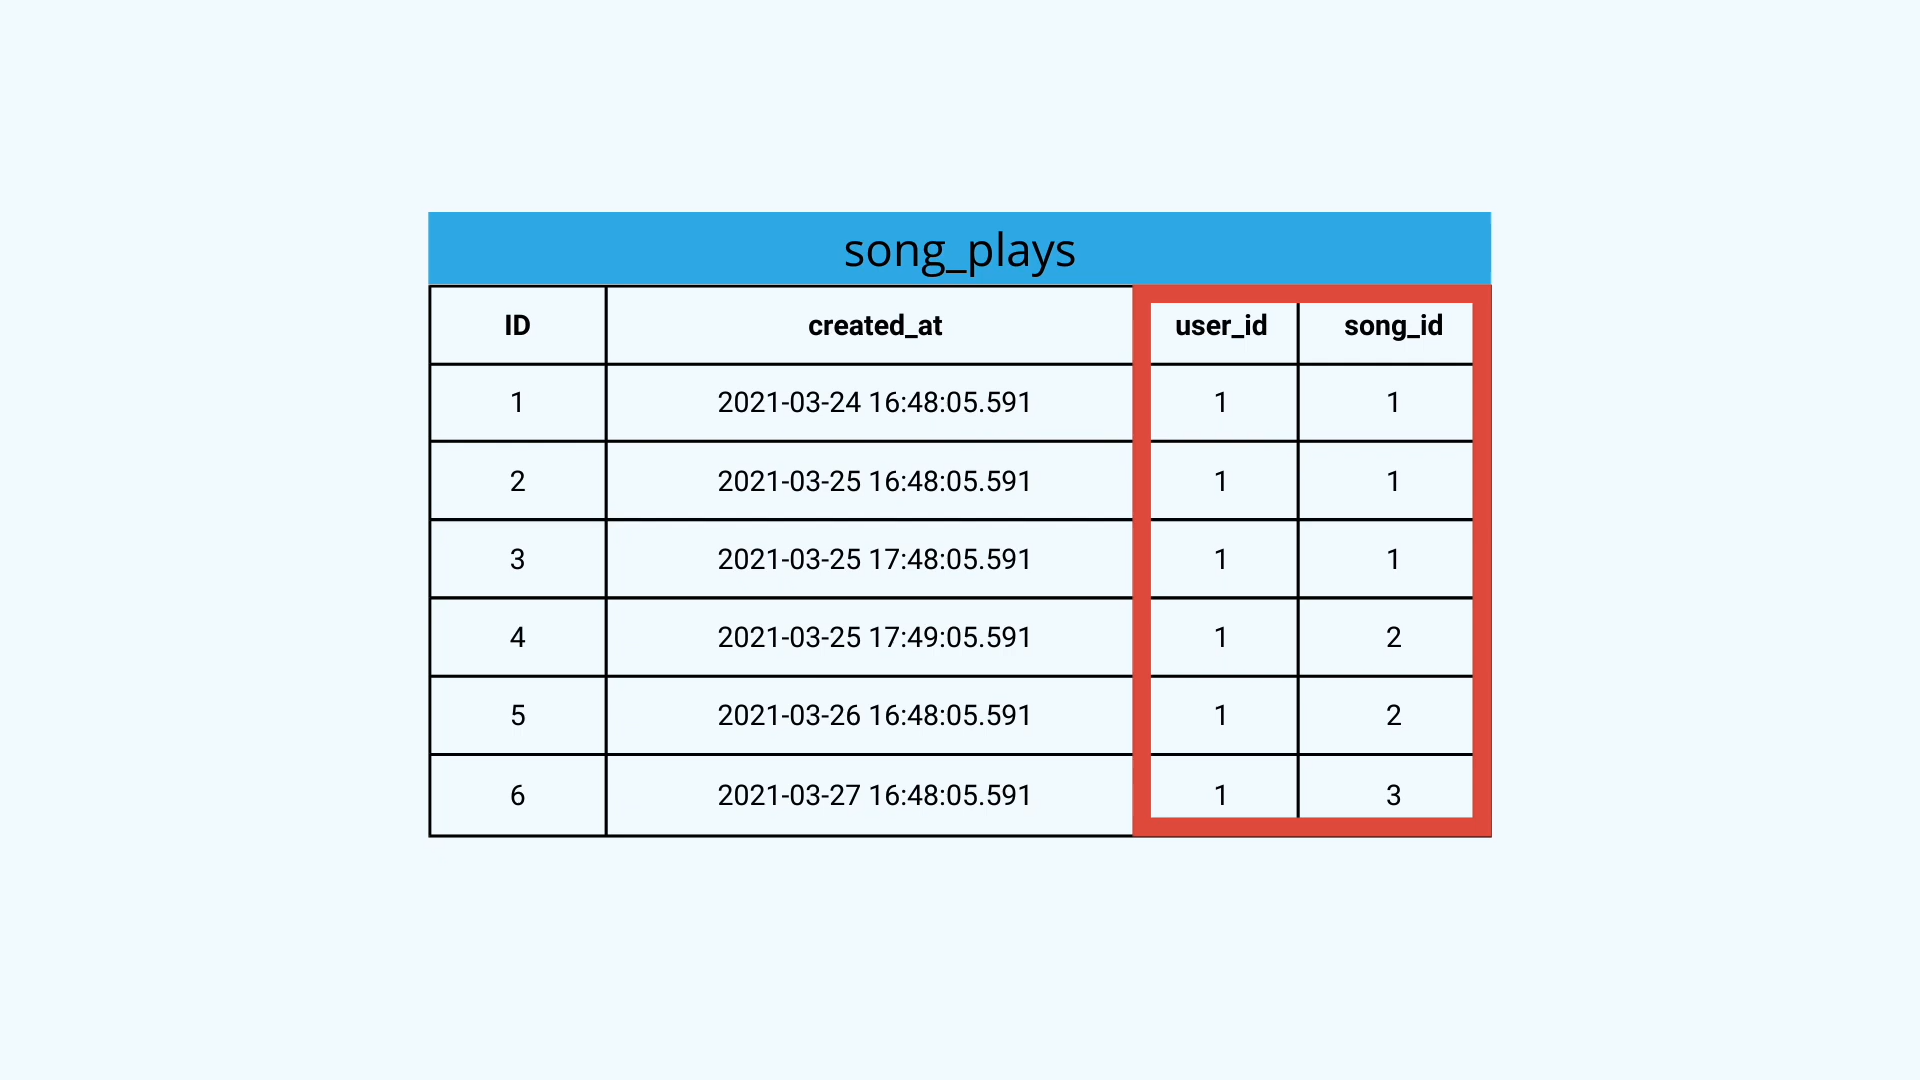 song_plays
ID created_at user_id song_id
1 2021-03-24 16:48:05.591 1 1
2 2021-03-25 16:48:05.591 1 1
3 2021-03-25 17:48:05.591 1 1
4 2021-03-25 17:49:05.591 1 2
5 2021-03-26 16:48:05.591 1 2
6 2021-03-27 16:48:05.591 1 3